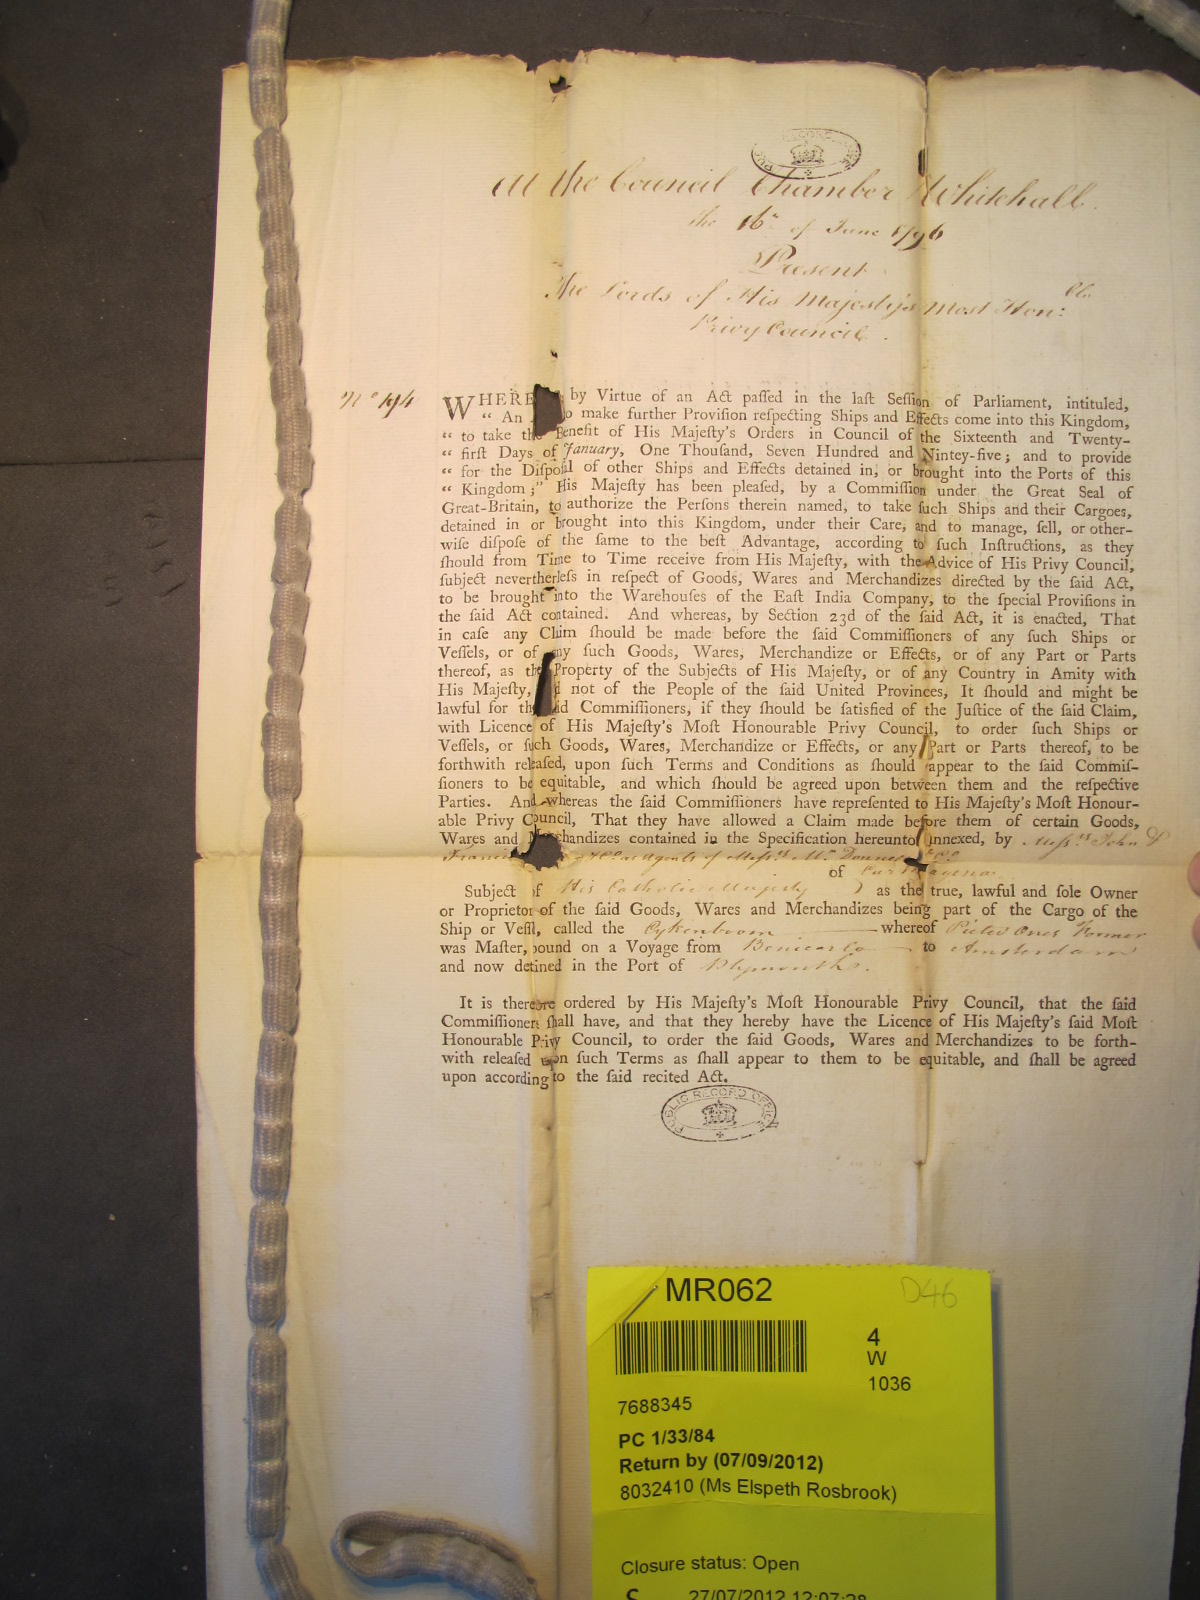 PUBLIC RECORD OFFICE
At the Council Chamber Whitehall.
the 16th of June 1796
Present
The Lords of His Majesty's Most Honble
Privy Council.
No 194
WHERE by Virtue of an Act paſſed in the laſt Seſſion of Parliament, intituled,
“ An to make further Proviſion reſpecting Ships and Effects come into this Kingdom,
“ to take the Benefit of His Majeſty's Orders in Council of the Sixteenth and Twenty-
“ firſt Days of January, One Thouſand, Seven Hundred and Nintey-five; and to provide
“ for the Diſpoſal of other Ships and Effects detained in, or brought into the Ports of this
“ Kingdom;” His Majeſty has been pleaſed, by a Commiſſion under the Great Seal of
Great-Britain, to authorize the Perſons therein named, to take ſuch Ships and their Cargoes,
detained in or brought into this Kingdom, under their Care, and to manage, ſell, or other-
wiſe diſpoſe of the ſame to the beſt Advantage, according to ſuch Inſtructions, as they
ſhould from Time to Time receive from His Majeſty, with the Advice of His Privy Council,
ſubject nevertheleſs in reſpect of Goods, Wares and Merchandizes directed by the ſaid Act,
to be brought into the Warehouſes of the Eaſt India Company, to the ſpecial Proviſions in
the ſaid Act contained. And whereas, by Section 23d of the ſaid Act, it is enacted, That
in caſe any Claim ſhould be made before the ſaid Commiſſioners of any ſuch Ships or
Veſſels, or of any ſuch Goods, Wares, Merchandize or Effects, or of any Part or Parts
thereof, as the Property of the Subjects of His Majeſty, or of any Country in Amity with
His Majeſty, and not of the People of the ſaid United Provinces, It ſhould and might be
lawful for the ſaid Commiſſioners, if they ſhould be ſatisfied of the Juſtice of the ſaid Claim,
with Licence of His Majeſty's Moſt Honourable Privy Council, to order ſuch Ships or
Veſſels, or ſuch Goods, Wares, Merchandize or Effects, or any Part or Parts thereof, to be
forthwith releaſed, upon ſuch Terms and Conditions as ſhould appear to the ſaid Commiſ-
ſioners to be equitable, and which ſhould be agreed upon between them and the reſpective
Parties. And whereas the ſaid Commiſſioners have repreſented to His Majeſty's Moſt Honour-
able Privy Council, That they have allowed a Claim made before them of certain Goods,
Wares and Merchandizes contained in the Specification hereunto annexed, by Meſsrs John &
Francis & Co agents of Meſsrs Mc Donnel & Co
of Carthagena
Subject of His Catholic Majesty ) as the true, lawful and ſole Owner
or Proprietor of the ſaid Goods, Wares and Merchandizes being part of the Cargo of the
Ship or Veſſl, called the Eykenboom whereof Pieter
was Maſter, bound on a Voyage from Benicarlo to Amsterdam
and now detined in the Port of Plymouth.
It is therefore ordered by His Majeſty's Moſt Honourable Privy Council, that the ſaid
Commiſſioners ſhall have, and that they hereby have the Licence of His Majeſty's ſaid Moſt
Honourable Privy Council, to order the ſaid Goods, Wares and Merchandizes to be forth-
with releaſed upon ſuch Terms as ſhall appear to them to be equitable, and ſhall be agreed
upon according to the ſaid recited Act.
PUBLIC RECORD OFFICE
MR062
D46
4
W
1036
7688345
PC 1/33/84
Return by (07/09/2012)
8032410 (Ms Elspeth Rosbrook)
Closure status: Open
S 27/07/2012 12:07:28